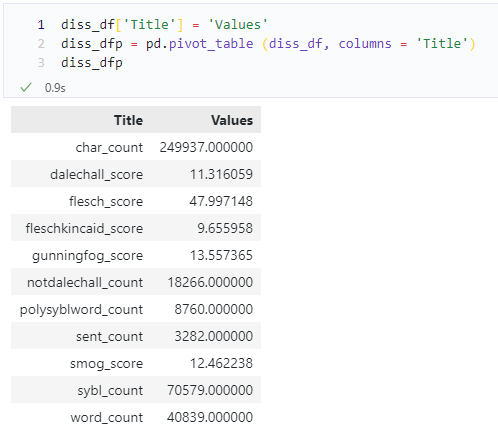 1 diss_df['Title'] = 'Values'
2 diss_dfp = pd.pivot_table (diss_df, columns = 'Title')
3 diss_dfp
0.9s
Title Values
char_count 249937.000000
dalechall_score 11.316059
flesch_score 47.997148
fleschkincaid_score 9.655958
gunningfog_score 13.557365
notdalechall_count 18266.000000
polysyblword_count 8760.000000
sent_count 3282.000000
smog_score 12.462238
sybl_count 70579.000000
word_count 40839.000000